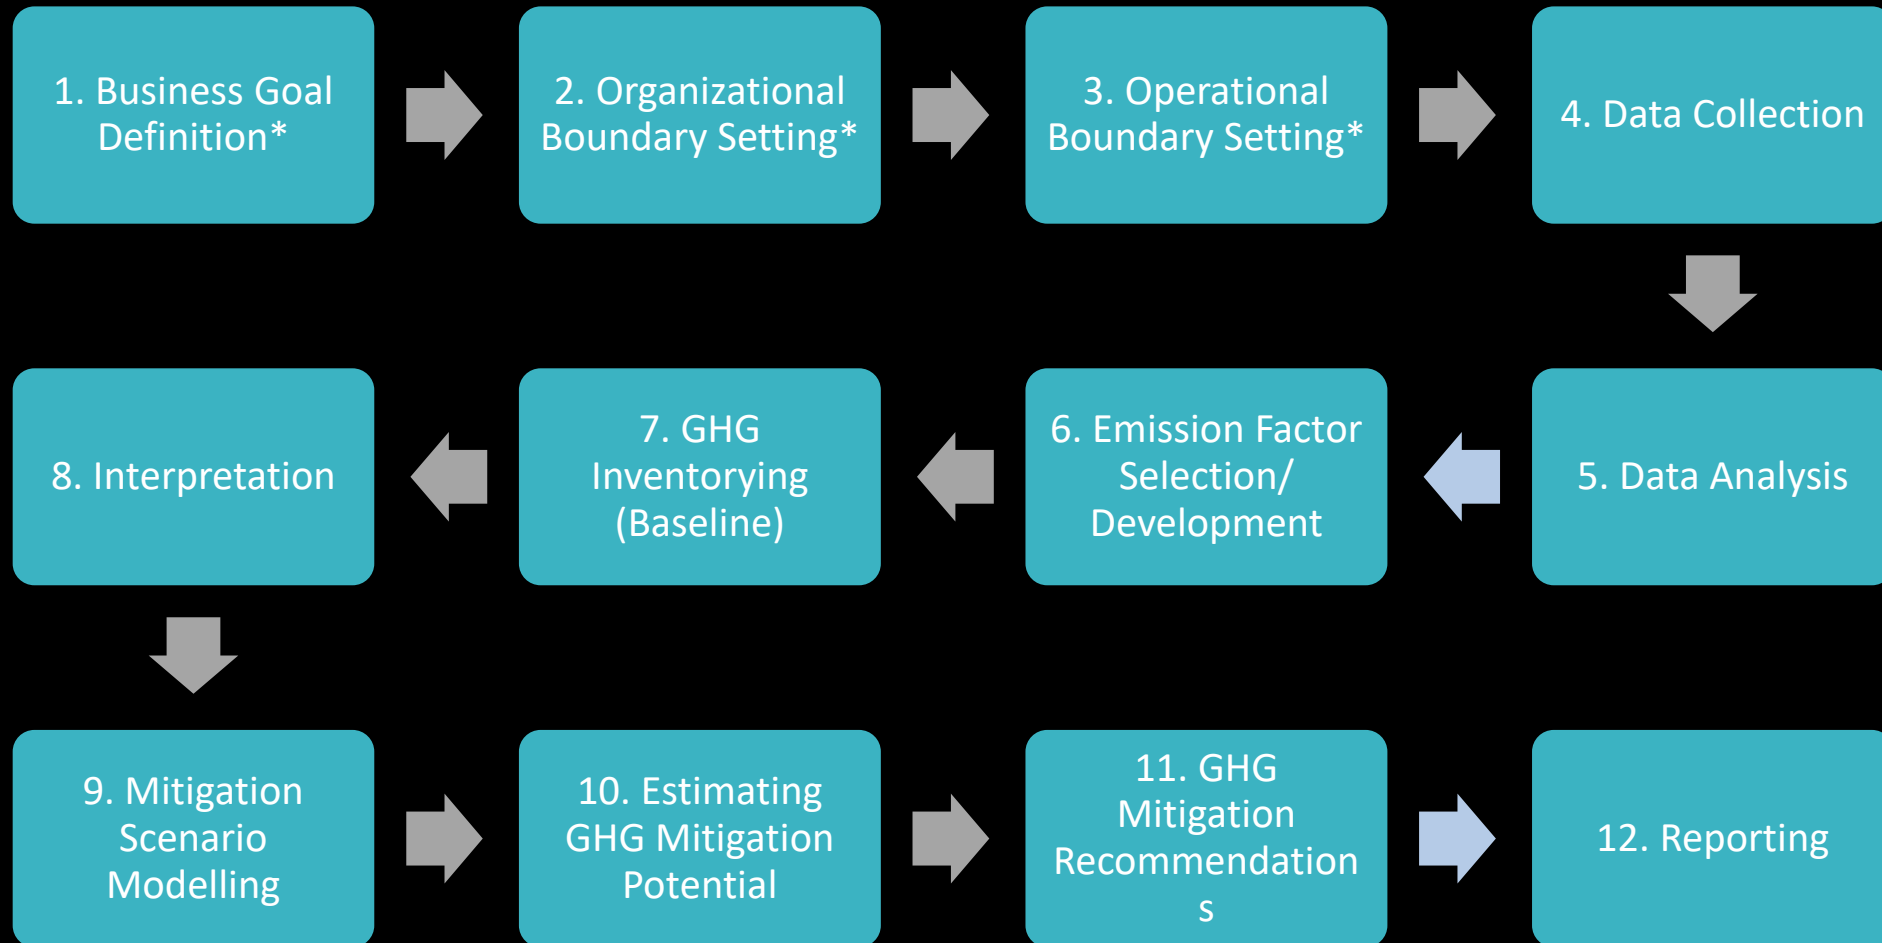 1. Business Goal
Definition*
2. Organizational
Boundary Setting*
3. Operational
Boundary Setting*
4. Data Collection
5. Data Analysis
6. Emission Factor
Selection/
Development
7. GHG
Inventorying
(Baseline)
8. Interpretation
9. Mitigation
Scenario
Modelling
10. Estimating
GHG Mitigation
Potential
11. GHG
Mitigation
Recommendation
s
12. Reporting